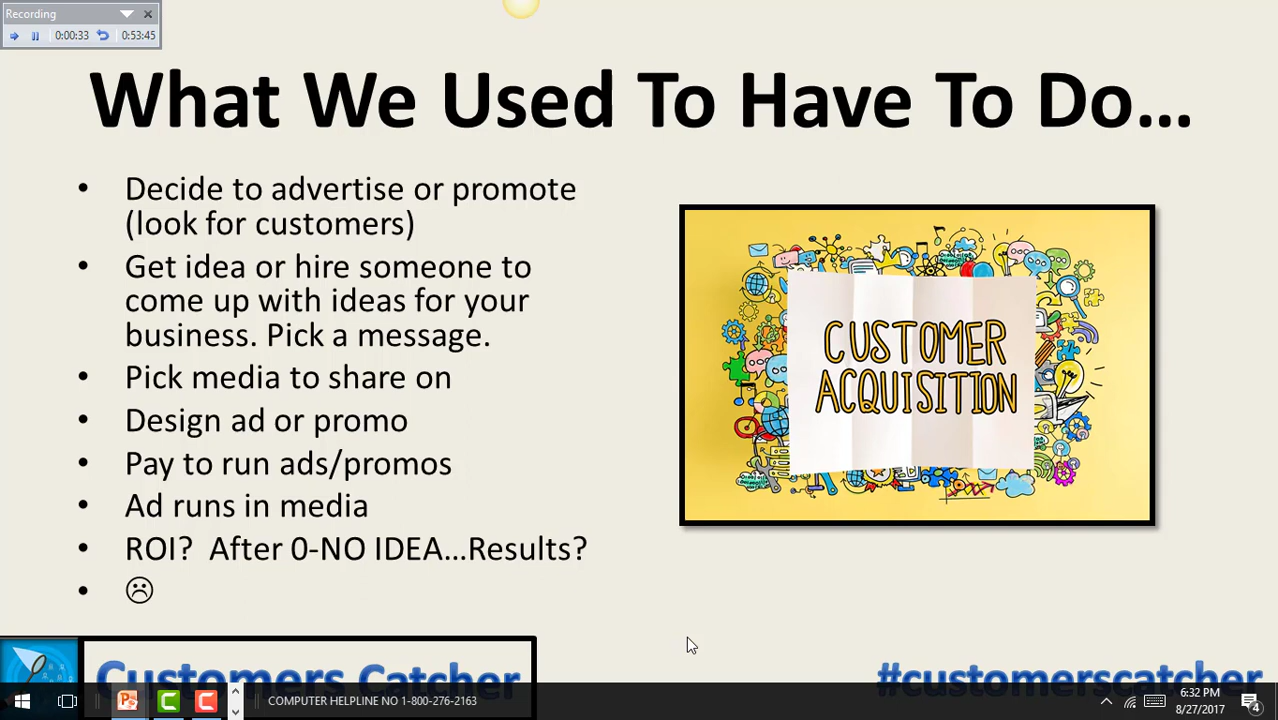 Recording
0:00:33 0:53:45
What We Used To Have To Do...
• Decide to advertise or promote
(look for customers)
• Get idea or hire someone to
come up with ideas for your
business. Pick a message.
• Pick media to share on
• Design ad or promo
• Pay to run ads/promos
• Ad runs in media
• ROI?  After 0-NO IDEA...Results?
• ☹
CUSTOMER
ACQUISITION
Customers Catcher
#customerscatcher
COMPUTER HELPLINE NO 1-800-276-2163
6:32 PM
8/27/2017
4